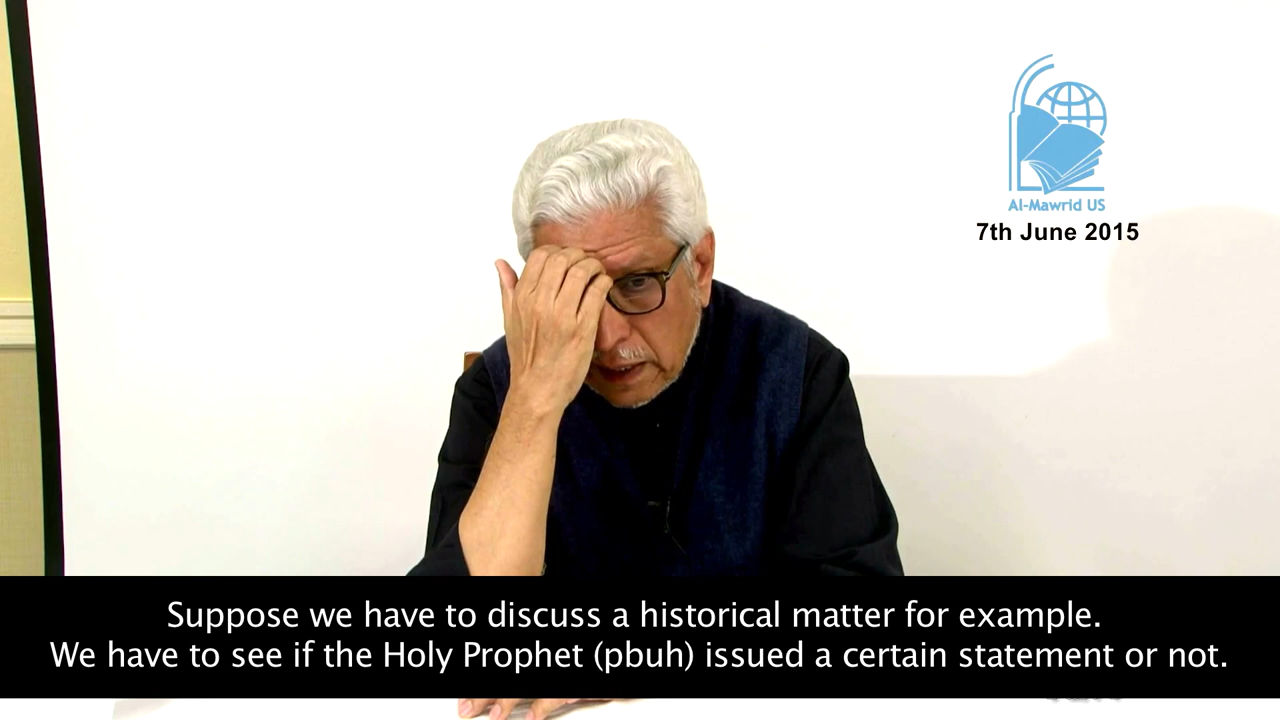 Al-Mawrid US
7th June 2015
Suppose we have to discuss a historical matter for example.
We have to see if the Holy Prophet (pbuh) issued a certain statement or not.